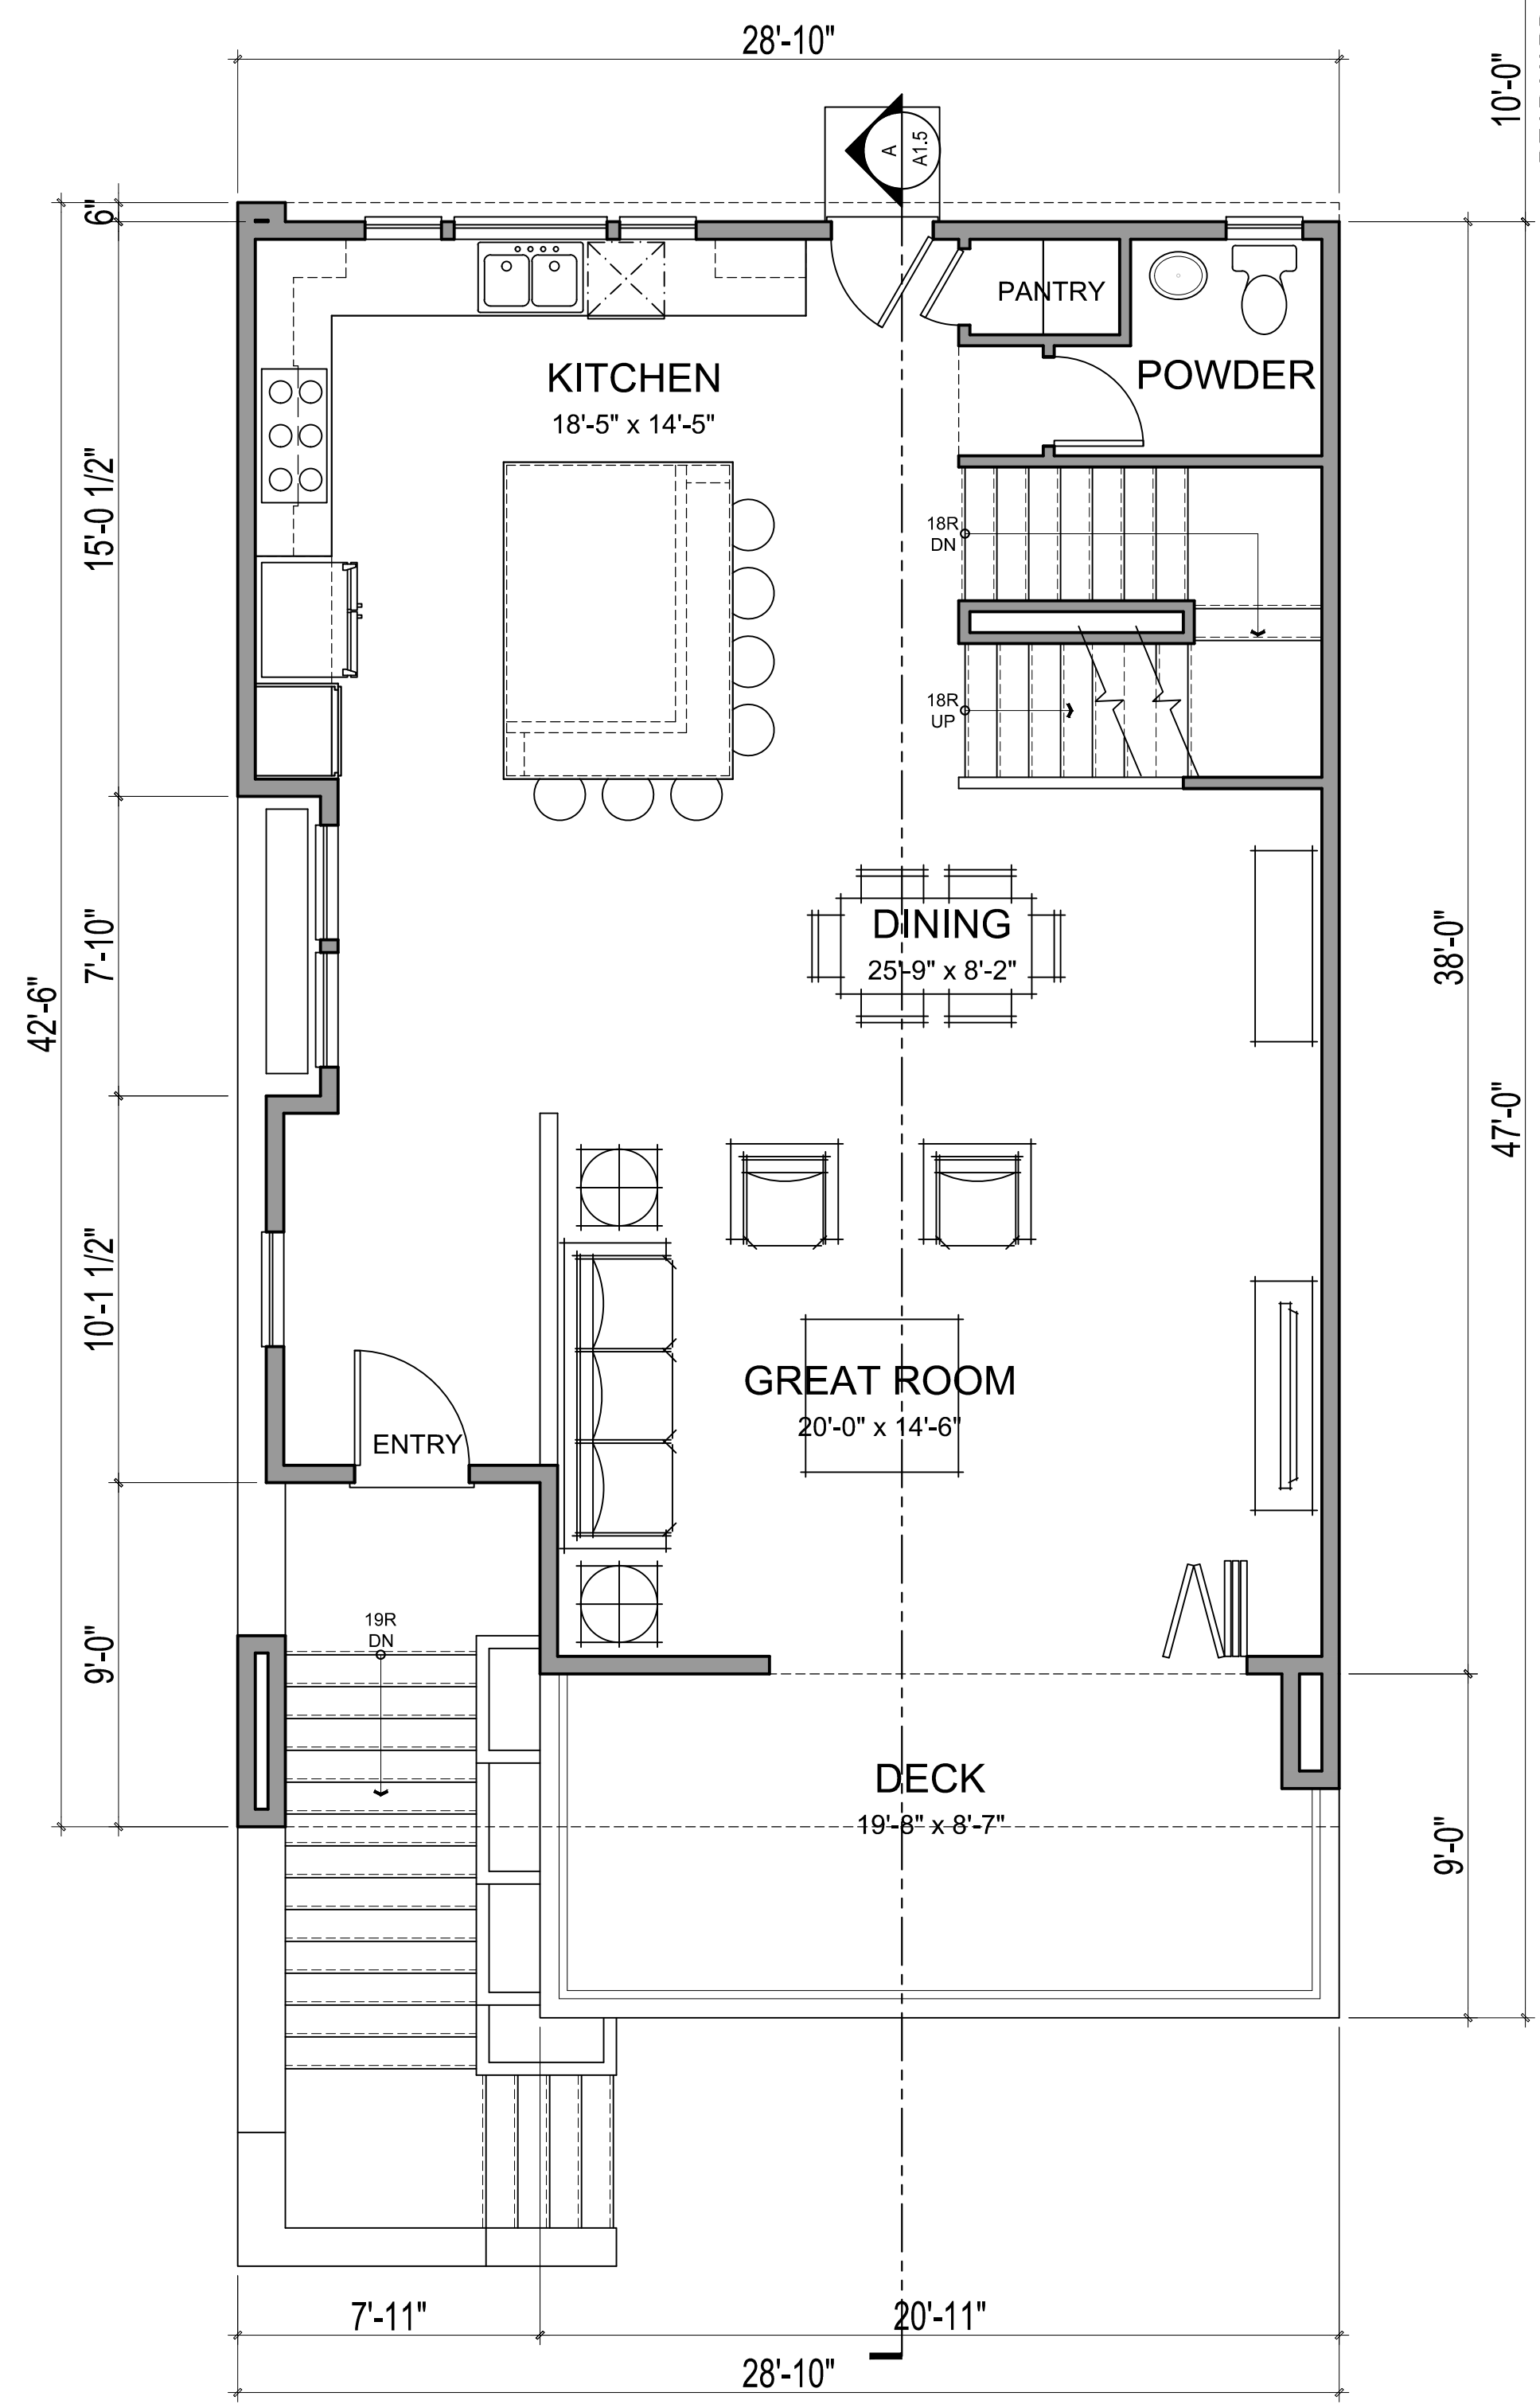 28'-10"
10'-0"
A
A1.5
6"
PANTRY
KITCHEN
18'-5" x 14'-5"
POWDER
15'-0 1/2"
18R
DN
18R
UP
7'-10"
DINING
25'-9" x 8'-2"
38'-0"
42'-6"
47'-0"
10'-1 1/2"
GREAT ROOM
20'-0" x 14'-6"
ENTRY
19R
DN
9'-0"
DECK
19'-8" x 8'-7"
9'-0"
7'-11"
20'-11"
28'-10"